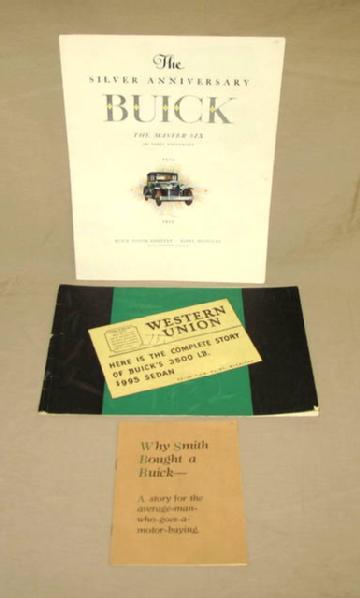 The
SILVER ANNIVERSARY
BUICK
THE MASTER SIX
WESTERN
UNION
HERE IS THE COMPLETE STORY
OF BUICK'S 3500 LB.
1995 SEDAN
Why Smith
Bought a
Buick—
A story for the
average-man-
who-goes-a-
motor-buying.